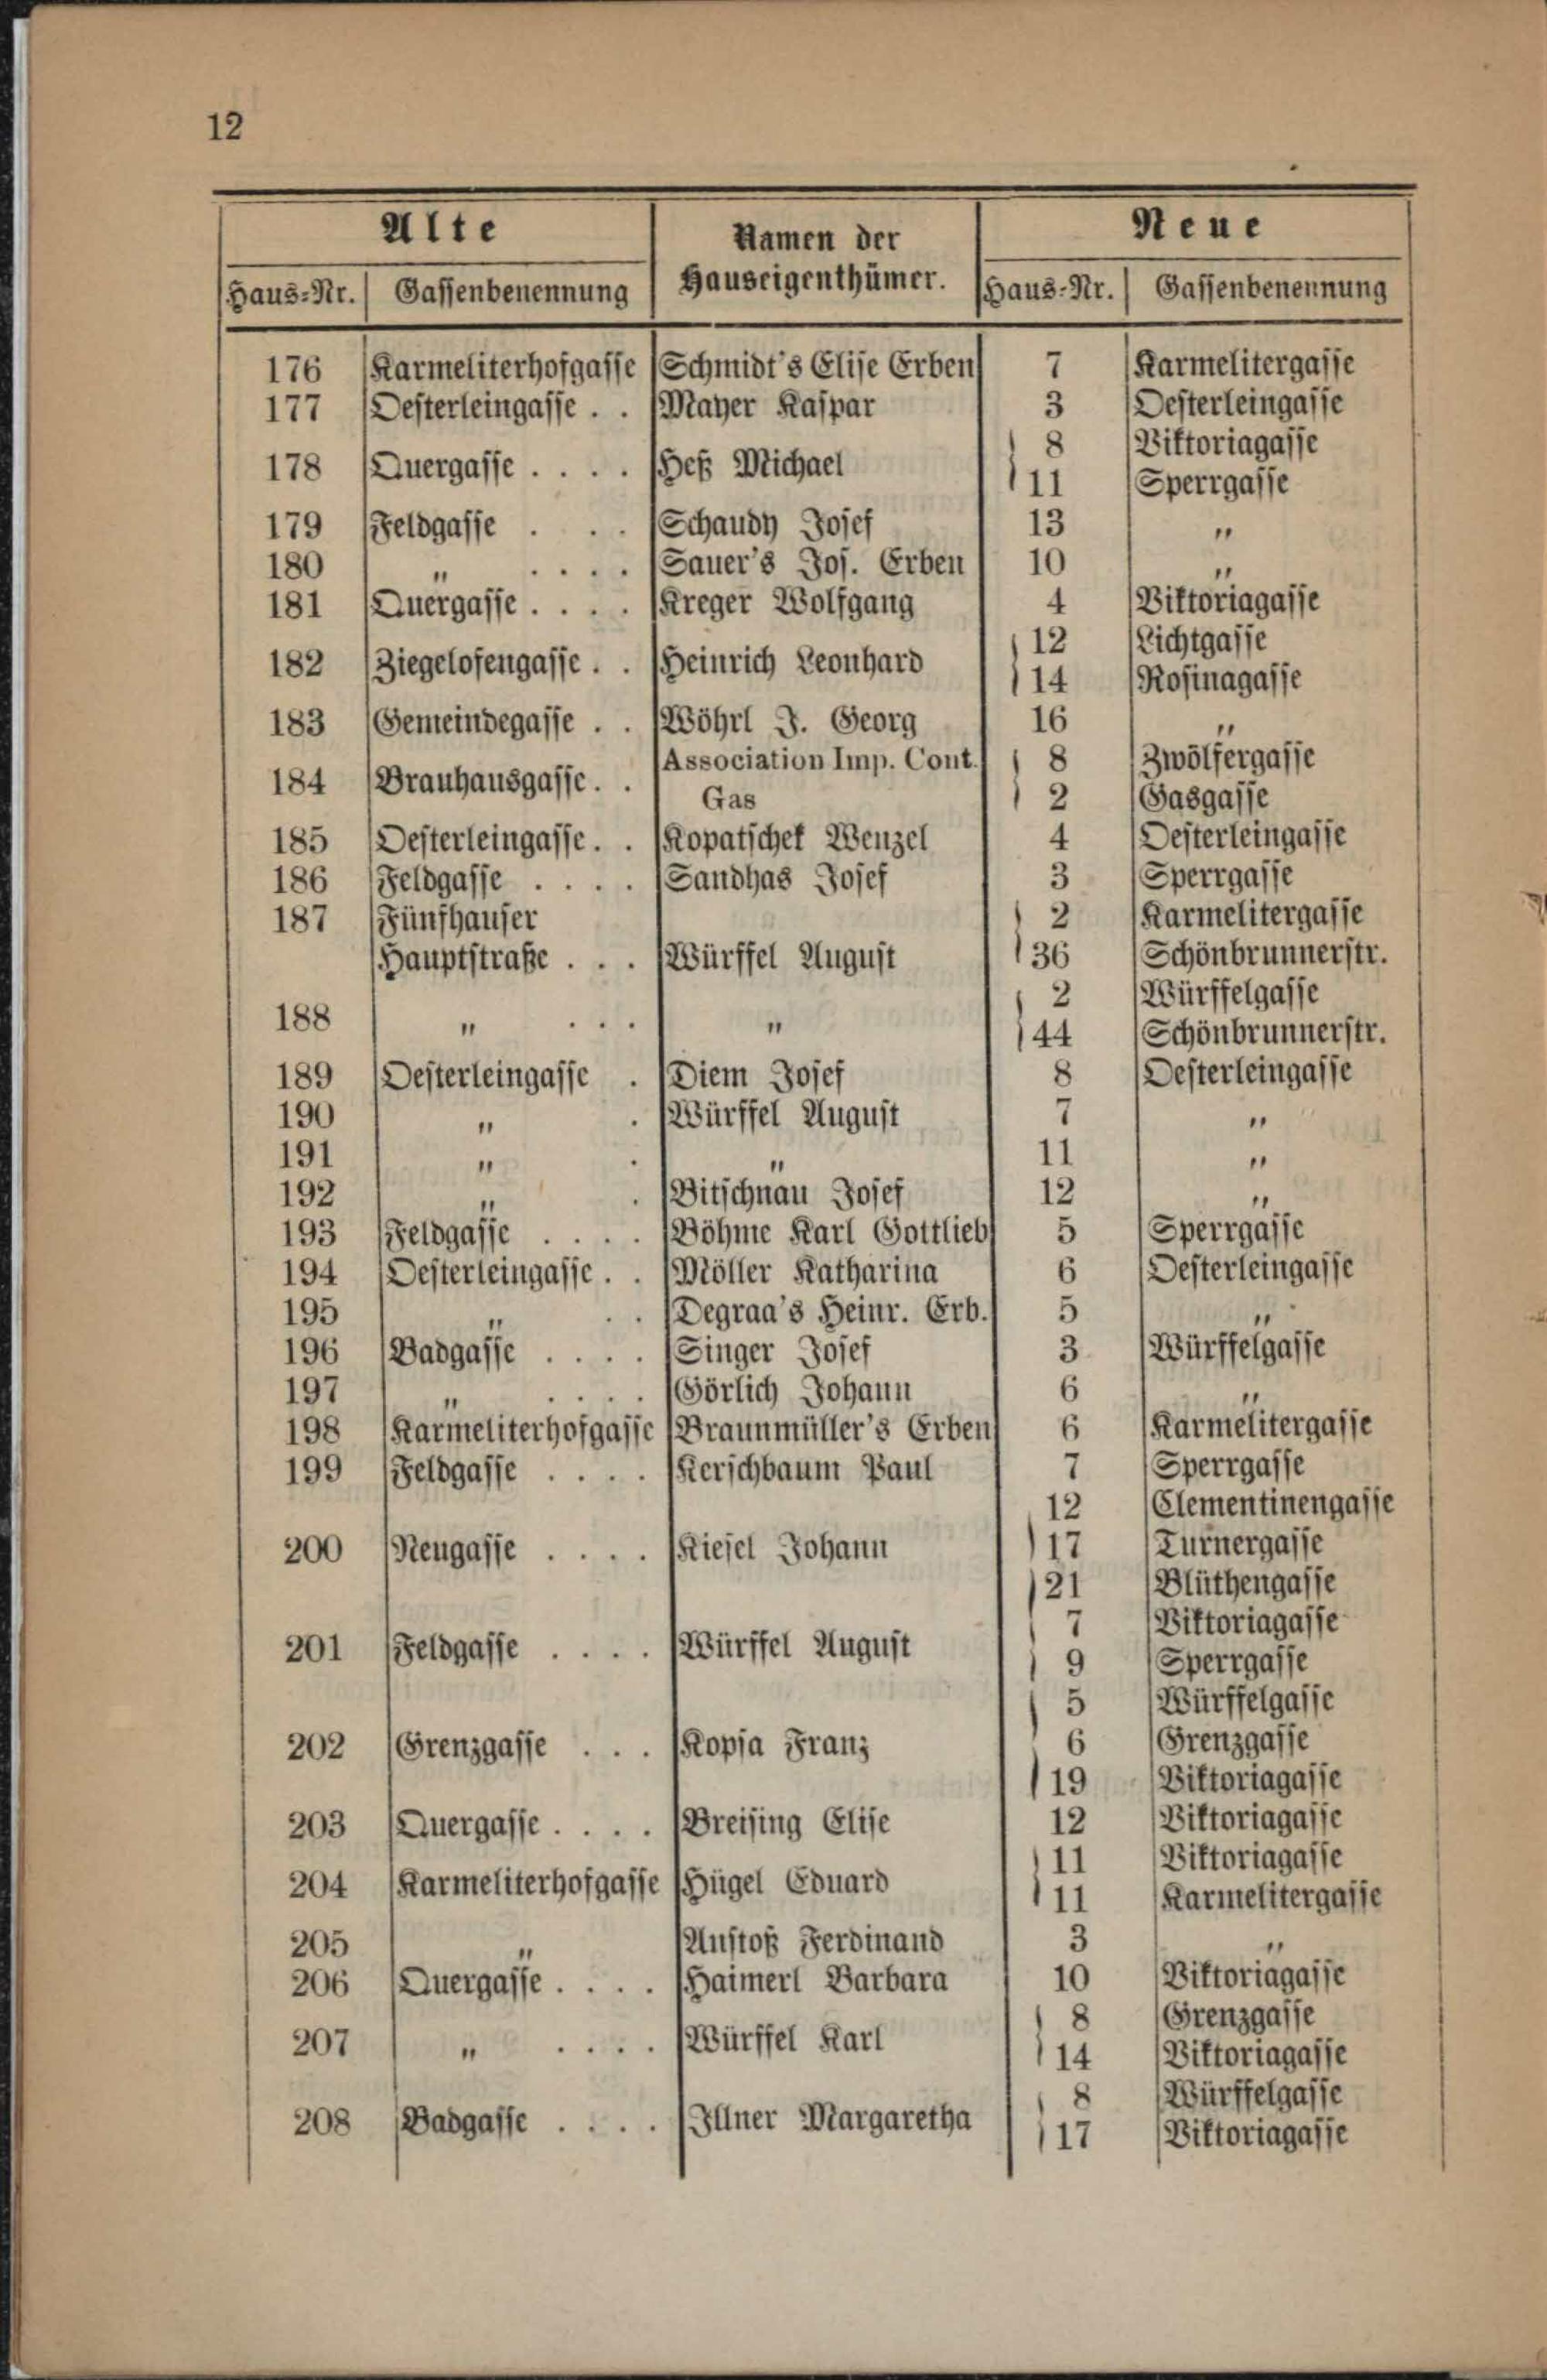 12
Alte Namen der Hauseigenthümer. Neue
Haus-Nr. Gassenbenennung Haus-Nr. Gassenbenennung
176 Karmeliterhofgasse Schmidt's Elise Erben 7 Karmelitergasse
177 Oesterleingasse . . Mayer Kaspar 3 Oesterleingasse
8 Viktoriagasse
178 Quergasse . . . . Heß Michael
11 Sperrgasse
179 Feldgasse . . . Schaudy Josef 13 "
180 " . . . . Sauer's Jos. Erben 10 "
181 Quergasse . . . . Kreger Wolfgang 4 Viktoriagasse
12 Lichtgasse
182 Ziegelofengasse . . Heinrich Leonhard
14 Rosinagasse
183 Gemeindegasse . . Wöhrl J. Georg 16 "
Association Imp. Cont. 8 Zwölfergasse
184 Brauhausgasse . .
Gas 2 Gasgasse
185 Oesterleingasse . . Kopatschek Wenzel 4 Oesterleingasse
186 Feldgasse . . . . Sandhas Josef 3 Sperrgasse
187 Fünfhauser 2 Karmelitergasse
Hauptstraße . . . Würffel August 36 Schönbrunnerstr.
2 Würffelgasse
188 " . . . "
44 Schönbrunnerstr.
189 Oesterleingasse . Diem Josef 8 Oesterleingasse
190 " . Würffel August 7 "
191 " . " 11 "
192 " . Bitschnau Josef 12 "
193 Feldgasse . . . . Böhme Karl Gottlieb 5 Sperrgasse
194 Oesterleingasse . . Möller Katharina 6 Oesterleingasse
195 " . . Degraa's Heinr. Erb. 5 "
196 Badgasse . . . . Singer Josef 3 Würffelgasse
197 " . . . . Görlich Johann 6 "
198 Karmeliterhofgasse Braunmüller's Erben 6 Karmelitergasse
199 Feldgasse . . . . Kerschbaum Paul 7 Sperrgasse
12 Clementinengasse
200 Neugasse . . . . Kiesel Johann 17 Turnergasse
21 Blüthengasse
7 Viktoriagasse
201 Feldgasse . . . . Würffel August
9 Sperrgasse
5 Würffelgasse
202 Grenzgasse . . . Kopsa Franz 6 Grenzgasse
19 Viktoriagasse
203 Quergasse . . . . Breising Elise 12 Viktoriagasse
11 Viktoriagasse
204 Karmeliterhofgasse Hügel Eduard
11 Karmelitergasse
205 " Anstoß Ferdinand 3 "
206 Quergasse . . . . Haimerl Barbara 10 Viktoriagasse
8 Grenzgasse
207 " . . . . Würffel Karl
14 Viktoriagasse
8 Würffelgasse
208 Badgasse . . . . Illner Margaretha
17 Viktoriagasse